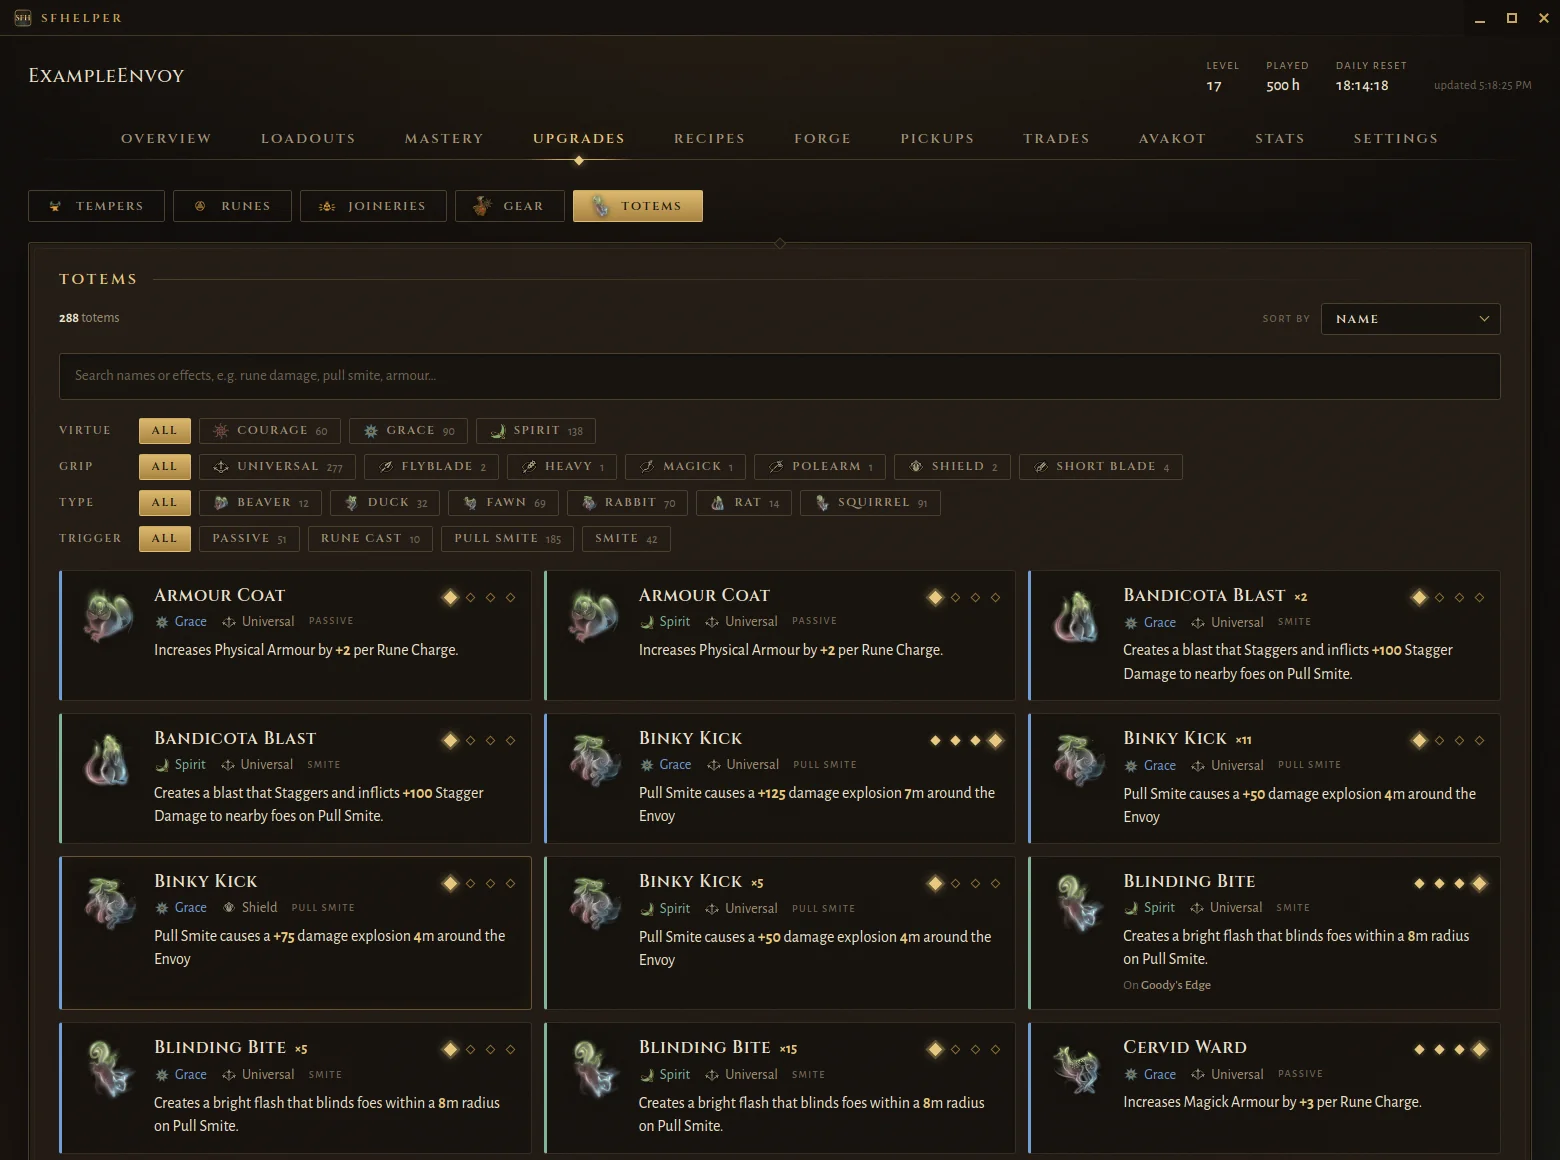 SFH SFHELPER
ExampleEnvoy
LEVEL PLAYED DAILY RESET
17 500 h 18:14:18 updated 5:18:25 PM
OVERVIEW LOADOUTS MASTERY UPGRADES RECIPES FORGE PICKUPS TRADES AVAKOT STATS SETTINGS
TEMPERS RUNES JOINERIES GEAR TOTEMS
TOTEMS
288 totems SORT BY NAME
Search names or effects, e.g. rune damage, pull smite, armour...
VIRTUE ALL COURAGE 60 GRACE 90 SPIRIT 138
GRIP ALL UNIVERSAL 277 FLYBLADE 2 HEAVY 1 MAGICK 1 POLEARM 1 SHIELD 2 SHORT BLADE 4
TYPE ALL BEAVER 12 DUCK 32 FAWN 69 RABBIT 70 RAT 14 SQUIRREL 91
TRIGGER ALL PASSIVE 51 RUNE CAST 10 PULL SMITE 185 SMITE 42
Armour Coat
Grace Universal PASSIVE
Increases Physical Armour by +2 per Rune Charge.
Armour Coat
Spirit Universal PASSIVE
Increases Physical Armour by +2 per Rune Charge.
Bandicota Blast ×2
Grace Universal SMITE
Creates a blast that Staggers and inflicts +100 Stagger
Damage to nearby foes on Pull Smite.
Bandicota Blast
Spirit Universal SMITE
Creates a blast that Staggers and inflicts +100 Stagger
Damage to nearby foes on Pull Smite.
Binky Kick
Grace Universal PULL SMITE
Pull Smite causes a +125 damage explosion 7m around the
Envoy
Binky Kick ×11
Grace Universal PULL SMITE
Pull Smite causes a +50 damage explosion 4m around the
Envoy
Binky Kick
Grace Shield PULL SMITE
Pull Smite causes a +75 damage explosion 4m around the
Envoy
Binky Kick ×5
Spirit Universal PULL SMITE
Pull Smite causes a +50 damage explosion 4m around the
Envoy
Blinding Bite
Spirit Universal SMITE
Creates a bright flash that blinds foes within a 8m radius
on Pull Smite.
On Goody's Edge
Blinding Bite ×5
Grace Universal SMITE
Creates a bright flash that blinds foes within a 8m radius
on Pull Smite.
Blinding Bite ×15
Spirit Universal SMITE
Creates a bright flash that blinds foes within a 8m radius
on Pull Smite.
Cervid Ward
Grace Universal PASSIVE
Increases Magick Armour by +3 per Rune Charge.